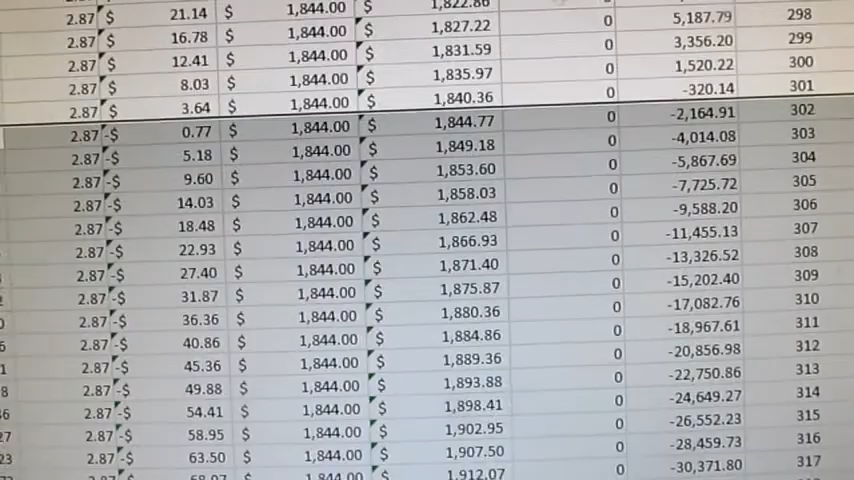 2.87 $ 21.14 $ 1,844.00 $ 1,822.86
2.87 $ 16.78 $ 1,844.00 $ 1,827.22 0 5,187.79 298
2.87 $ 12.41 $ 1,844.00 $ 1,831.59 0 3,356.20 299
2.87 $ 8.03 $ 1,844.00 $ 1,835.97 0 1,520.22 300
2.87 $ 3.64 $ 1,844.00 $ 1,840.36 0 -320.14 301
2.87 -$ 0.77 $ 1,844.00 $ 1,844.77 0 -2,164.91 302
2.87 -$ 5.18 $ 1,844.00 $ 1,849.18 0 -4,014.08 303
2.87 -$ 9.60 $ 1,844.00 $ 1,853.60 0 -5,867.69 304
2.87 -$ 14.03 $ 1,844.00 $ 1,858.03 0 -7,725.72 305
2.87 -$ 18.48 $ 1,844.00 $ 1,862.48 0 -9,588.20 306
2.87 -$ 22.93 $ 1,844.00 $ 1,866.93 0 -11,455.13 307
2.87 -$ 27.40 $ 1,844.00 $ 1,871.40 0 -13,326.52 308
2.87 -$ 31.87 $ 1,844.00 $ 1,875.87 0 -15,202.40 309
2.87 -$ 36.36 $ 1,844.00 $ 1,880.36 0 -17,082.76 310
2.87 -$ 40.86 $ 1,844.00 $ 1,884.86 0 -18,967.61 311
2.87 -$ 45.36 $ 1,844.00 $ 1,889.36 0 -20,856.98 312
2.87 -$ 49.88 $ 1,844.00 $ 1,893.88 0 -22,750.86 313
2.87 -$ 54.41 $ 1,844.00 $ 1,898.41 0 -24,649.27 314
2.87 -$ 58.95 $ 1,844.00 $ 1,902.95 0 -26,552.23 315
2.87 -$ 63.50 $ 1,844.00 $ 1,907.50 0 -28,459.73 316
2.87 -$ 68.07 $ 1,844.00 $ 1,912.07 0 -30,371.80 317